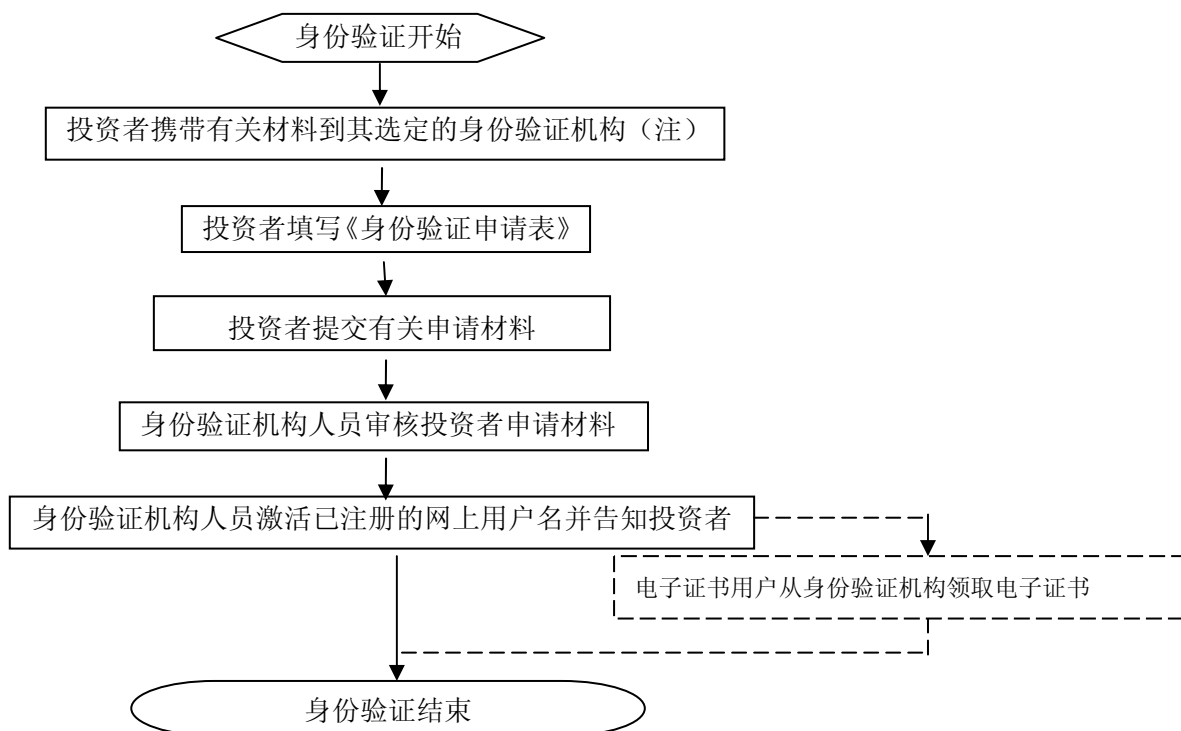 身份验证开始
投资者携带有关材料到其选定的身份验证机构（注）
投资者填写《身份验证申请表》
投资者提交有关申请材料
身份验证机构人员审核投资者申请材料
身份验证机构人员激活已注册的网上用户名并告知投资者
电子证书用户从身份验证机构领取电子证书
身份验证结束